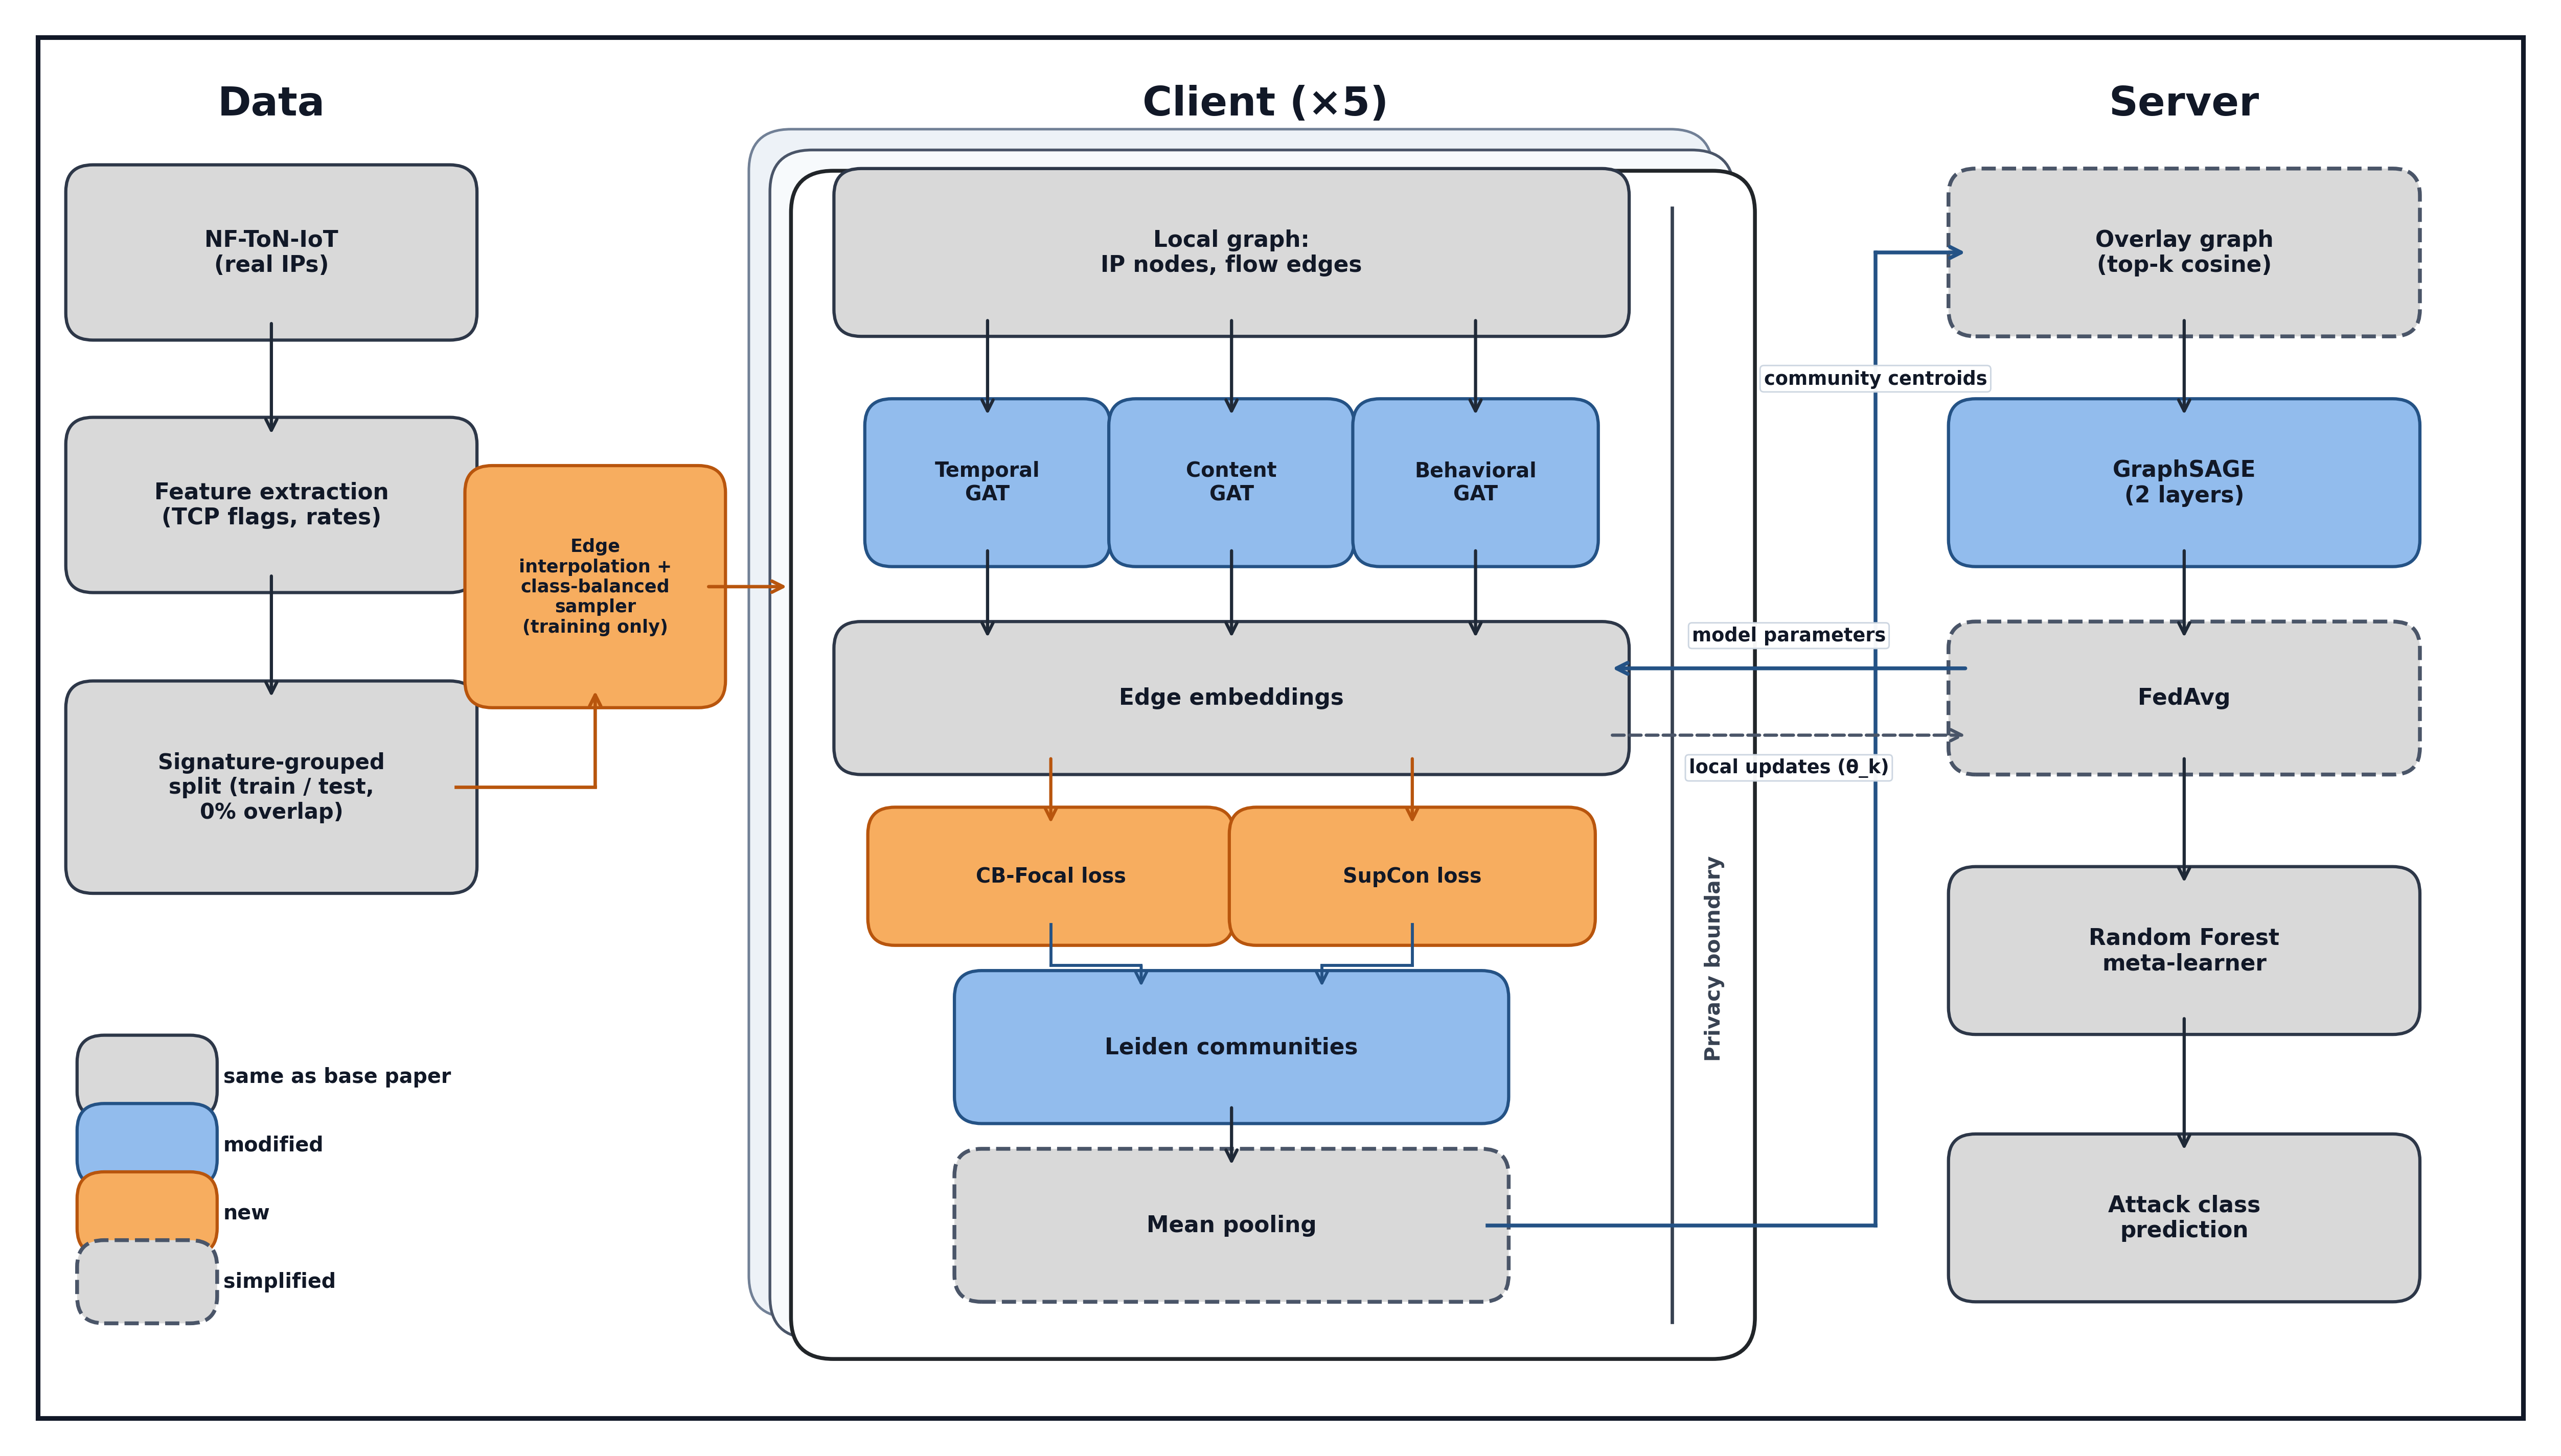 Data
NF-ToN-IoT
(real IPs)
Feature extraction
(TCP flags, rates)
Signature-grouped
split (train / test,
0% overlap)
Edge
interpolation +
class-balanced
sampler
(training only)
same as base paper
modified
new
simplified
Client (×5)
Local graph:
IP nodes, flow edges
Temporal
GAT
Content
GAT
Behavioral
GAT
Edge embeddings
CB-Focal loss
SupCon loss
Leiden communities
Mean pooling
Privacy boundary
community centroids
model parameters
local updates (θ_k)
Server
Overlay graph
(top-k cosine)
GraphSAGE
(2 layers)
FedAvg
Random Forest
meta-learner
Attack class
prediction